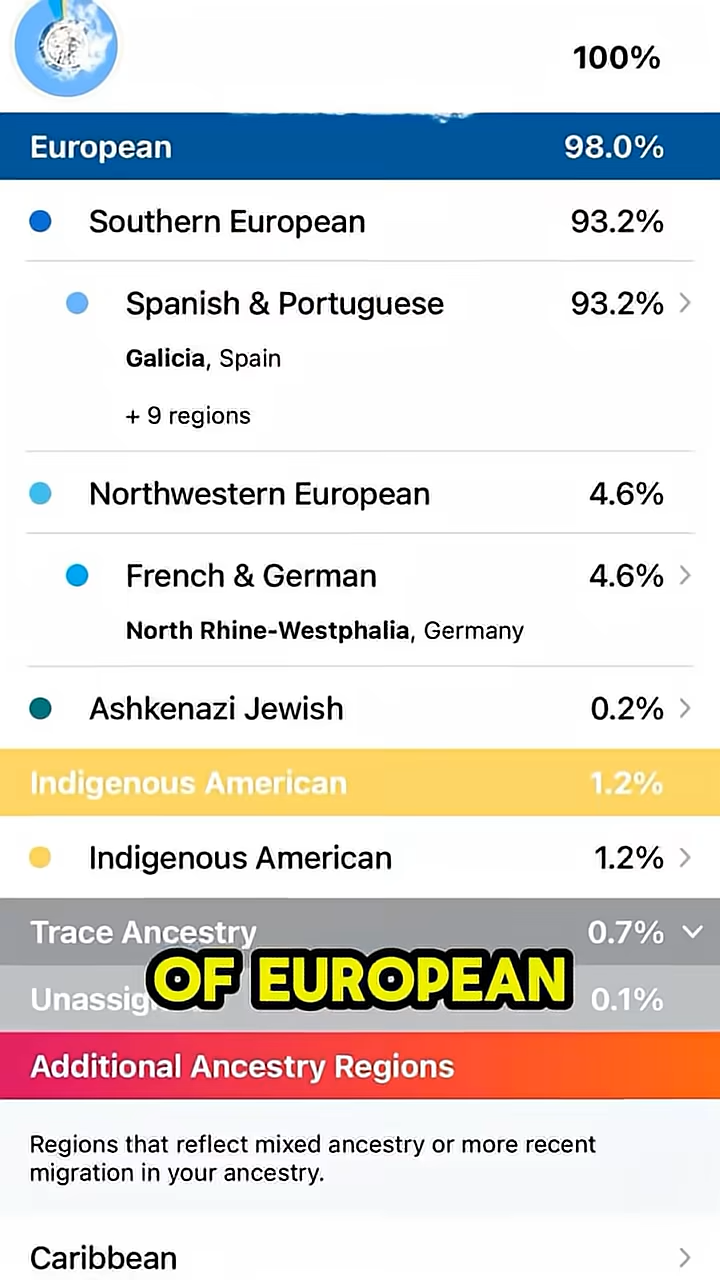 100%
European 98.0%
Southern European 93.2%
Spanish & Portuguese 93.2%
Galicia, Spain
+ 9 regions
Northwestern European 4.6%
French & German 4.6%
North Rhine-Westphalia, Germany
Ashkenazi Jewish 0.2%
Indigenous American 1.2%
Indigenous American 1.2%
Trace Ancestry 0.7%
OF EUROPEAN
0.1%
Additional Ancestry Regions
Regions that reflect mixed ancestry or more recent
migration in your ancestry.
Caribbean